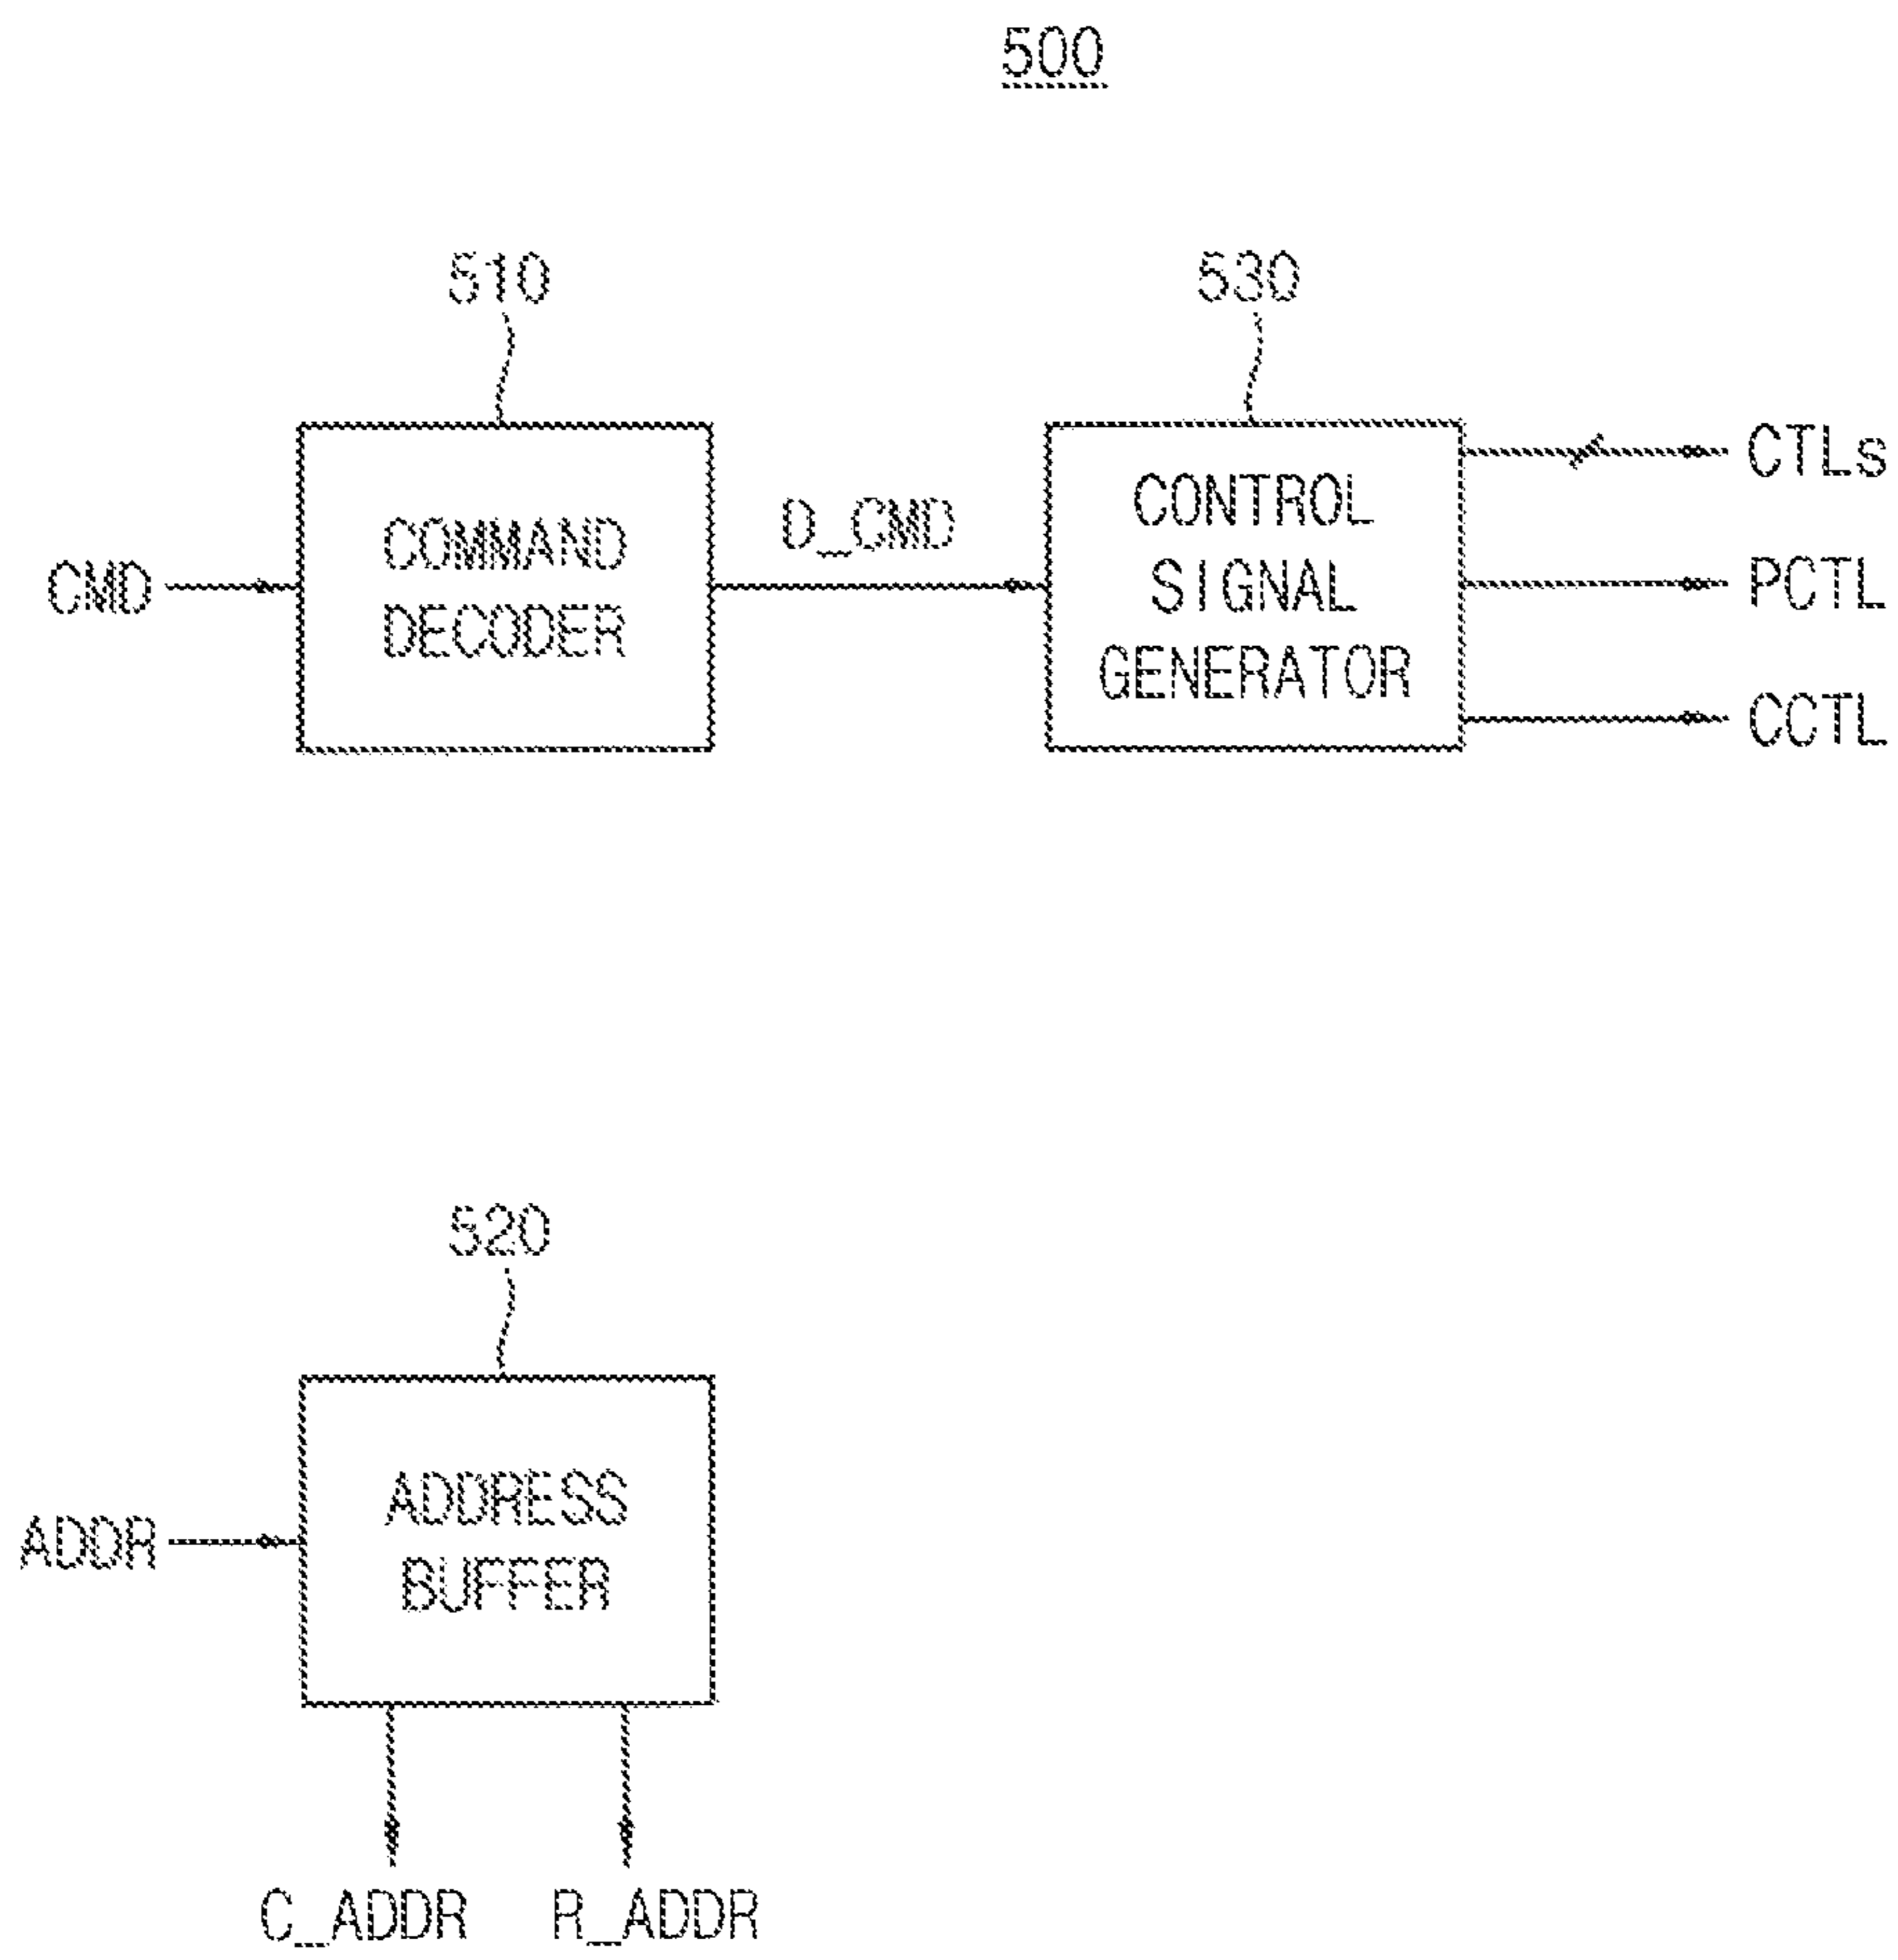 500
510
530
CMD
COMMAND
DECODER
D_CMD
CONTROL
SIGNAL
GENERATOR
CTLs
PCTL
CCTL
520
ADDR
ADDRESS
BUFFER
C_ADDR
R_ADDR